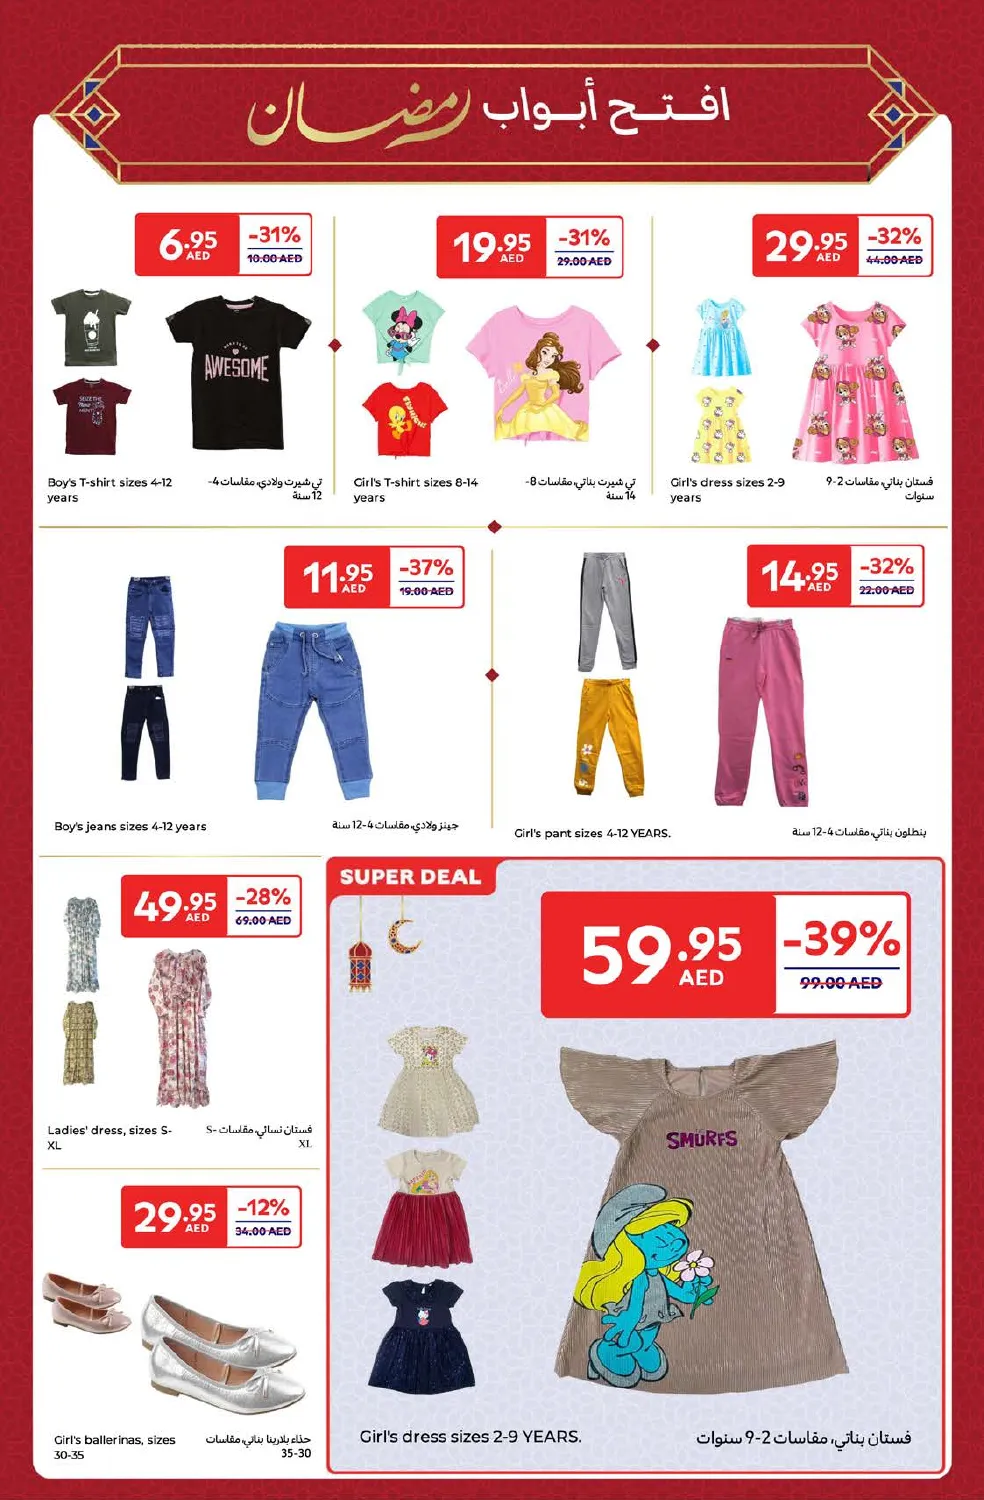 افتح أبواب رمضان
6.95 AED
-31%
10.00 AED
AWESOME
SEIZE THE
MENT
Boy's T-shirt sizes 4-12
years
تي شيرت ولادي، مقاسات 4-
12 سنة
19.95 AED
-31%
29.00 AED
Belle
Girl's T-shirt sizes 8-14
years
تي شيرت بناتي، مقاسات 8-
14 سنة
29.95 AED
-32%
44.00 AED
Girl's dress sizes 2-9
years
فستان بناتي، مقاسات 2-9
سنوات
11.95 AED
-37%
19.00 AED
Boy's jeans sizes 4-12 years
جينز ولادي، مقاسات 4-12 سنة
14.95 AED
-32%
22.00 AED
Girl's pant sizes 4-12 YEARS.
بنطلون بناتي، مقاسات 4-12 سنة
49.95 AED
-28%
69.00 AED
Ladies' dress, sizes S-
XL
فستان نسائي، مقاسات S-
XL
29.95 AED
-12%
34.00 AED
Girl's ballerinas, sizes
30-35
حذاء بلارينا بناتي، مقاسات
35-30
SUPER DEAL
59.95 AED
-39%
99.00 AED
SMURFS
Girl's dress sizes 2-9 YEARS.
فستان بناتي، مقاسات 2-9 سنوات